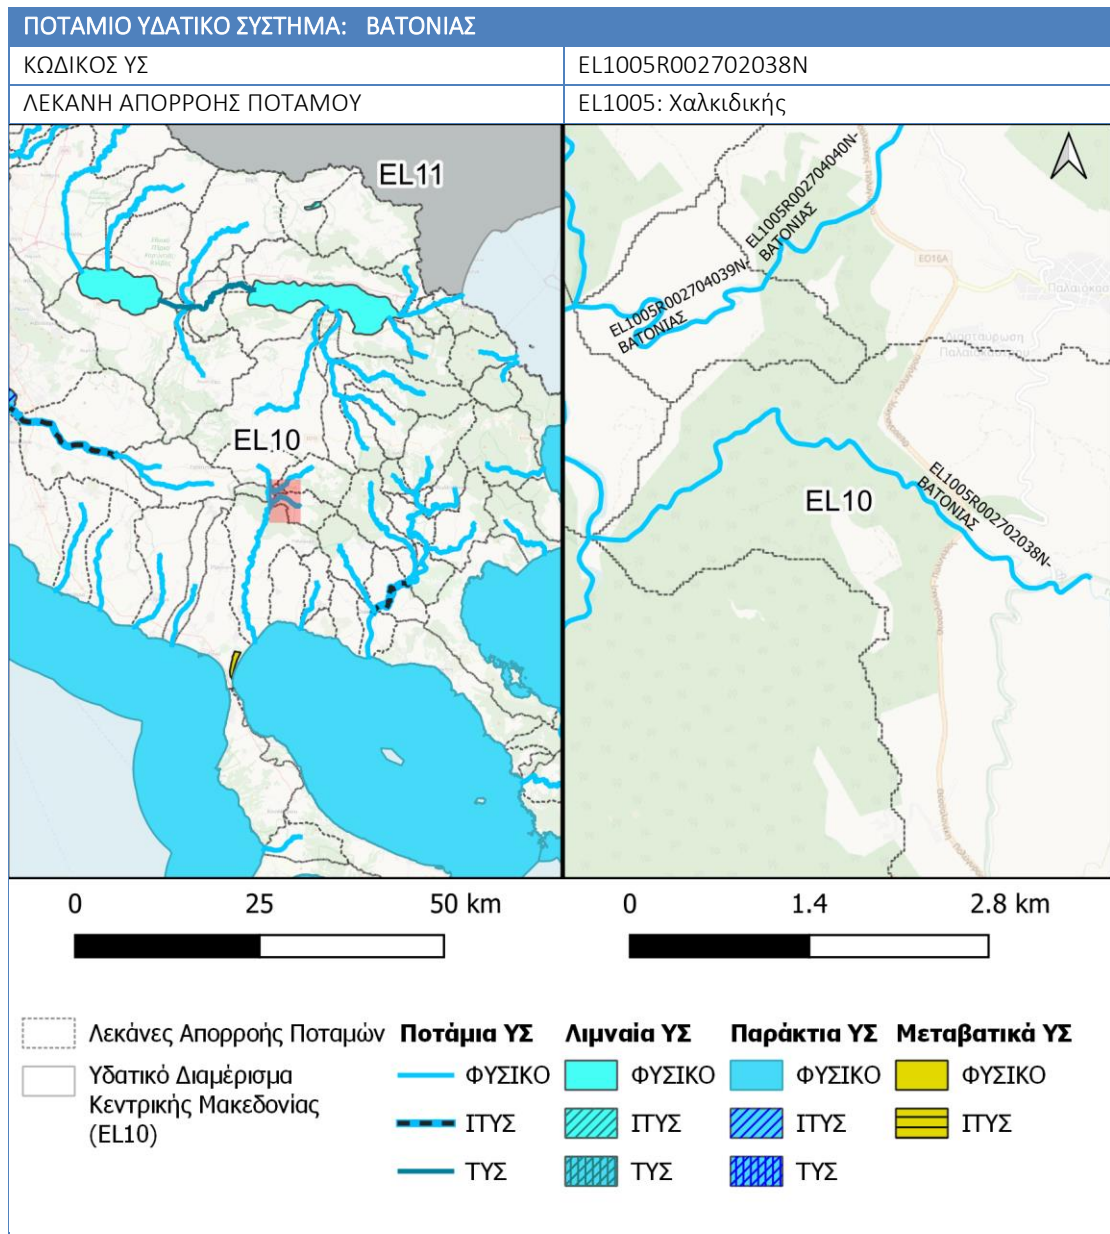 ΠΟΤΑΜΙΟ ΥΔΑΤΙΚΟ ΣΥΣΤΗΜΑ: ΒΑΤΟΝΙΑΣ
ΚΩΔΙΚΟΣ ΥΣ EL1005R002702038N
ΛΕΚΑΝΗ ΑΠΟΡΡΟΗΣ ΠΟΤΑΜΟΥ EL1005: Χαλκιδικής
EL11
EL10
EL1005R002704040N-
ΒΑΤΟΝΙΑΣ
EO16A
EL1005R002704039N-
ΒΑΤΟΝΙΑΣ
Διασταύρωση
Παλαιοκάστρου
EL1005R002702038N-
ΒΑΤΟΝΙΑΣ
EL10
0 25 50 km
0 1.4 2.8 km
Λεκάνες Απορροής Ποταμών
Υδατικό Διαμέρισμα
Κεντρικής Μακεδονίας
(EL10)
Ποτάμια ΥΣ
ΦΥΣΙΚΟ
ΙΤΥΣ
ΤΥΣ
Λιμναία ΥΣ
ΦΥΣΙΚΟ
ΙΤΥΣ
ΤΥΣ
Παράκτια ΥΣ
ΦΥΣΙΚΟ
ΙΤΥΣ
ΤΥΣ
Μεταβατικά ΥΣ
ΦΥΣΙΚΟ
ΙΤΥΣ